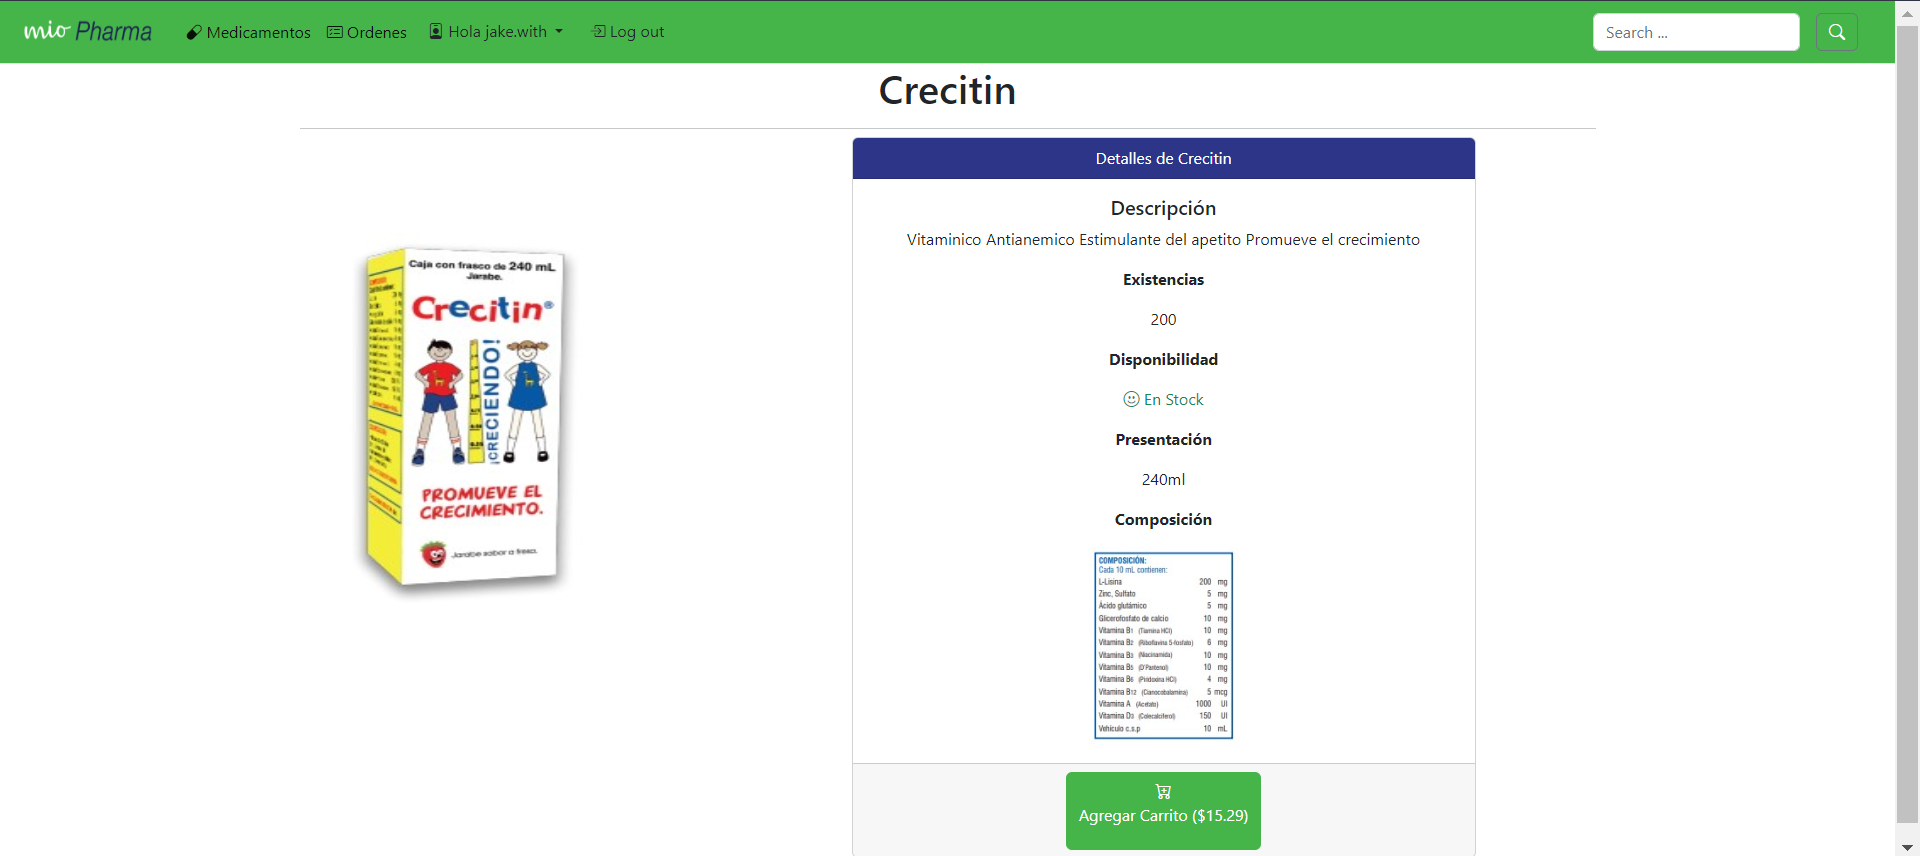 mio Pharma
Medicamentos
Ordenes
Hola jake.with
Log out
Search ...
Crecitin
Caja con frasco de 240 mL
Jarabe.
Crecitin®
¡CRECIENDO!
PROMUEVE EL
CRECIMIENTO.
Jarabe sabor a fresa.
Detalles de Crecitin
Descripción
Vitaminico Antianemico Estimulante del apetito Promueve el crecimiento
Existencias
200
Disponibilidad
En Stock
Presentación
240ml
Composición
COMPOSICIÓN:
Cada 10 mL contienen:
L-Lisina 200 mg
Zinc, Sulfato 5 mg
Ácido glutámico 5 mg
Glicerofosfato de calcio 10 mg
Vitamina B1 (Tiamina HCl) 10 mg
Vitamina B2 (Riboflavina 5-fosfato) 6 mg
Vitamina B3 (Niacinamida) 10 mg
Vitamina B5 (D'Pantenol) 10 mg
Vitamina B6 (Piridoxina HCl) 4 mg
Vitamina B12 (Cianocobalamina) 5 mcg
Vitamina A (Acetato) 1000 UI
Vitamina D3 (Colecalciferol) 150 UI
Vehículo c.s.p 10 mL
Agregar Carrito ($15.29)